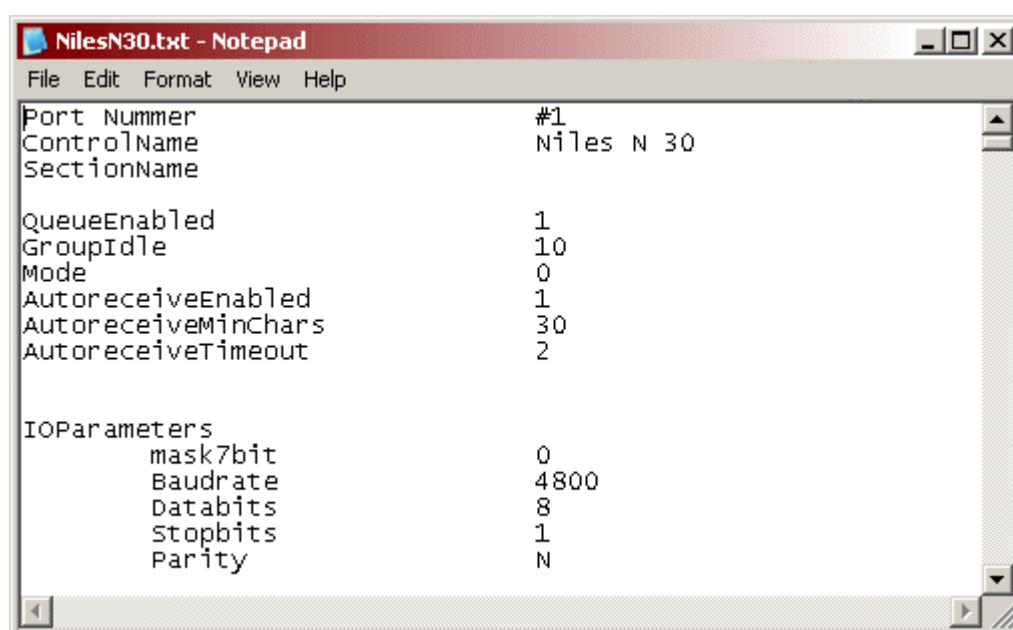 NilesN30.txt - Notepad
File Edit Format View Help
Port Nummer #1
ControlName Niles N 30
SectionName
QueueEnabled 1
GroupIdle 10
Mode 0
AutoreceiveEnabled 1
AutoreceiveMinChars 30
AutoreceiveTimeout 2
IOParameters
mask7bit 0
Baudrate 4800
Databits 8
Stopbits 1
Parity N